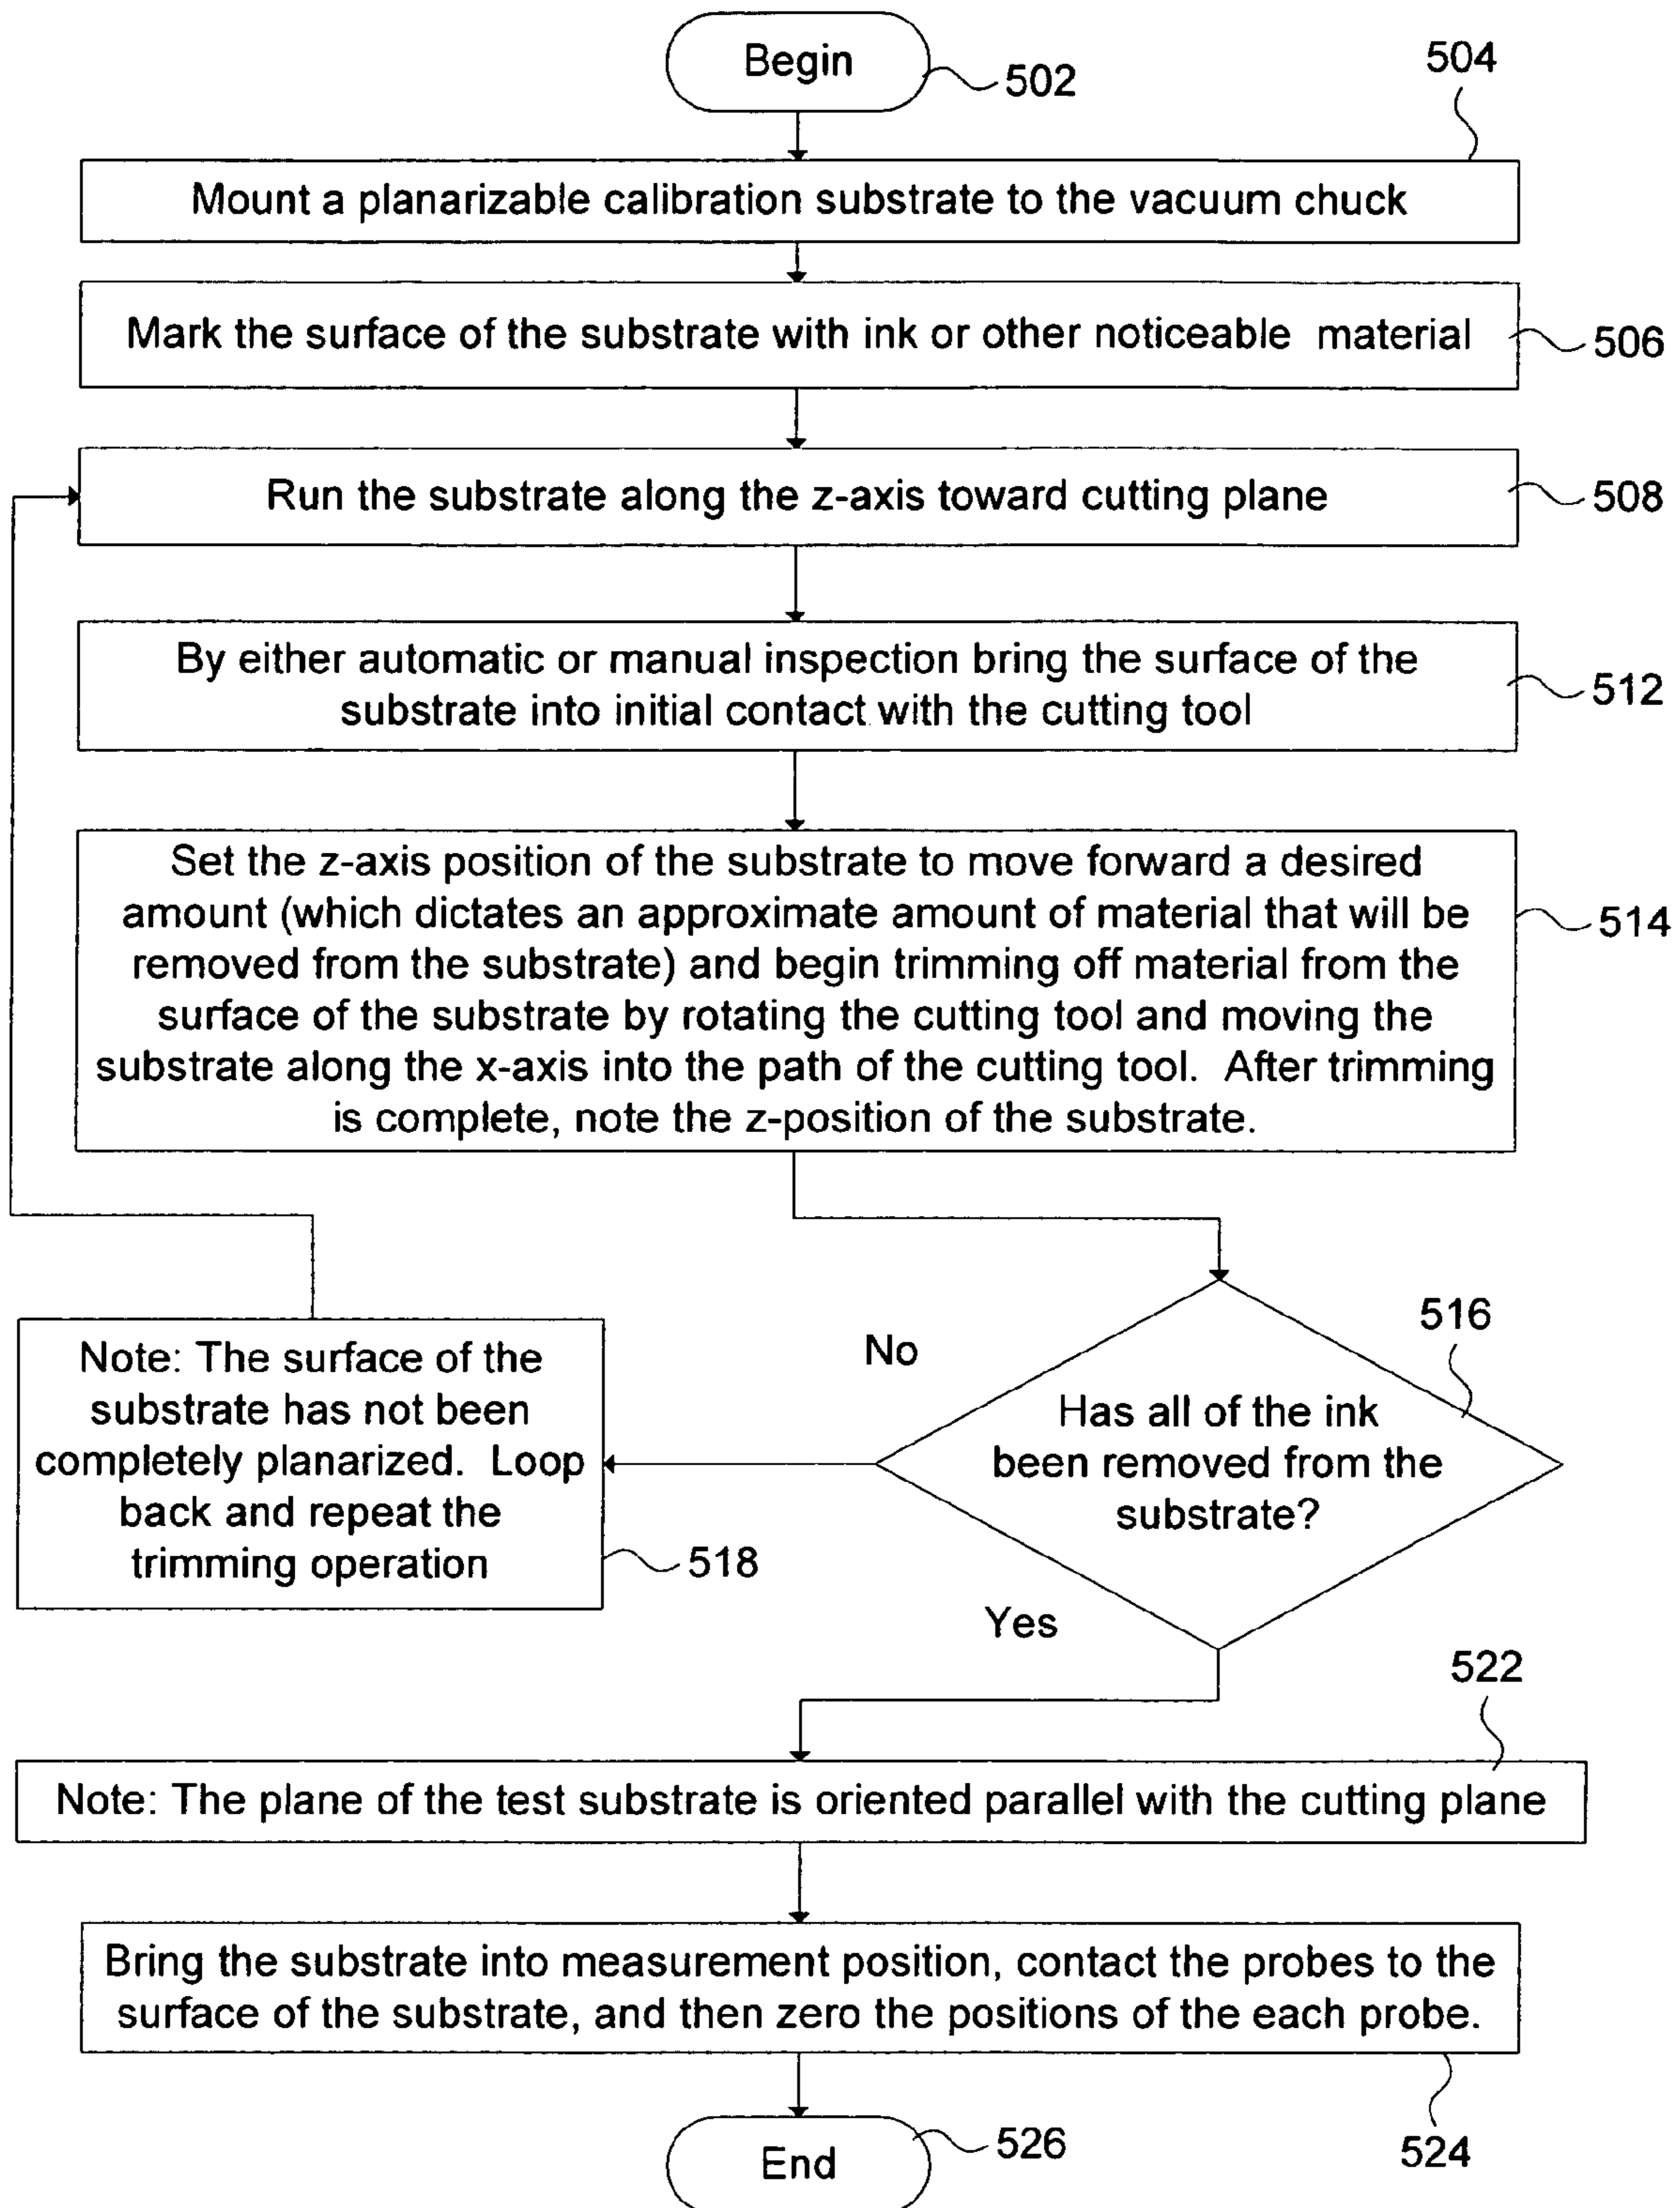 Begin
502
504
Mount a planarizable calibration substrate to the vacuum chuck
Mark the surface of the substrate with ink or other noticeable material
506
Run the substrate along the z-axis toward cutting plane
508
By either automatic or manual inspection bring the surface of the
substrate into initial contact with the cutting tool
512
Set the z-axis position of the substrate to move forward a desired
amount (which dictates an approximate amount of material that will be
removed from the substrate) and begin trimming off material from the
surface of the substrate by rotating the cutting tool and moving the
substrate along the x-axis into the path of the cutting tool. After trimming
is complete, note the z-position of the substrate.
514
516
Has all of the ink
been removed from the
substrate?
No
Note: The surface of the
substrate has not been
completely planarized. Loop
back and repeat the
trimming operation
518
Yes
522
Note: The plane of the test substrate is oriented parallel with the cutting plane
Bring the substrate into measurement position, contact the probes to the
surface of the substrate, and then zero the positions of the each probe.
524
End
526